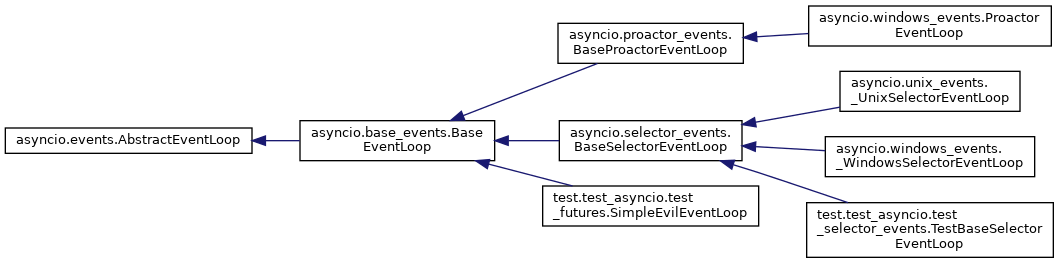 asyncio.events.AbstractEventLoop
asyncio.base_events.Base
EventLoop
asyncio.proactor_events.
BaseProactorEventLoop
asyncio.selector_events.
BaseSelectorEventLoop
test.test_asyncio.test
_futures.SimpleEvilEventLoop
asyncio.windows_events.Proactor
EventLoop
asyncio.unix_events.
_UnixSelectorEventLoop
asyncio.windows_events.
_WindowsSelectorEventLoop
test.test_asyncio.test
_selector_events.TestBaseSelector
EventLoop